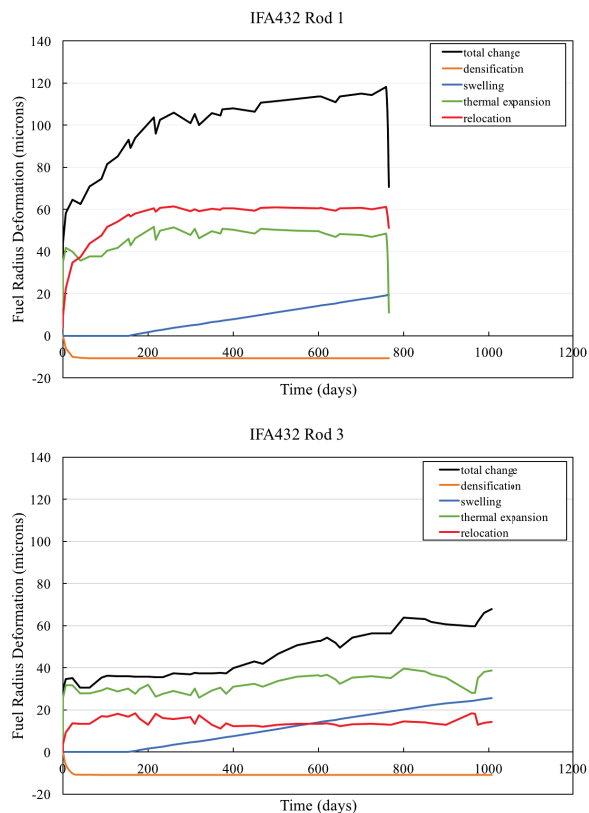 IFA432 Rod 1
140
120
100
80
60
40
20
0
-20
Fuel Radius Deformation (microns)
total change
densification
swelling
thermal expansion
relocation
0 200 400 600 800 1000 1200
Time (days)
IFA432 Rod 3
140
120
100
80
60
40
20
0
-20
Fuel Radius Deformation (microns)
total change
densification
swelling
thermal expansion
relocation
0 200 400 600 800 1000 1200
Time (days)